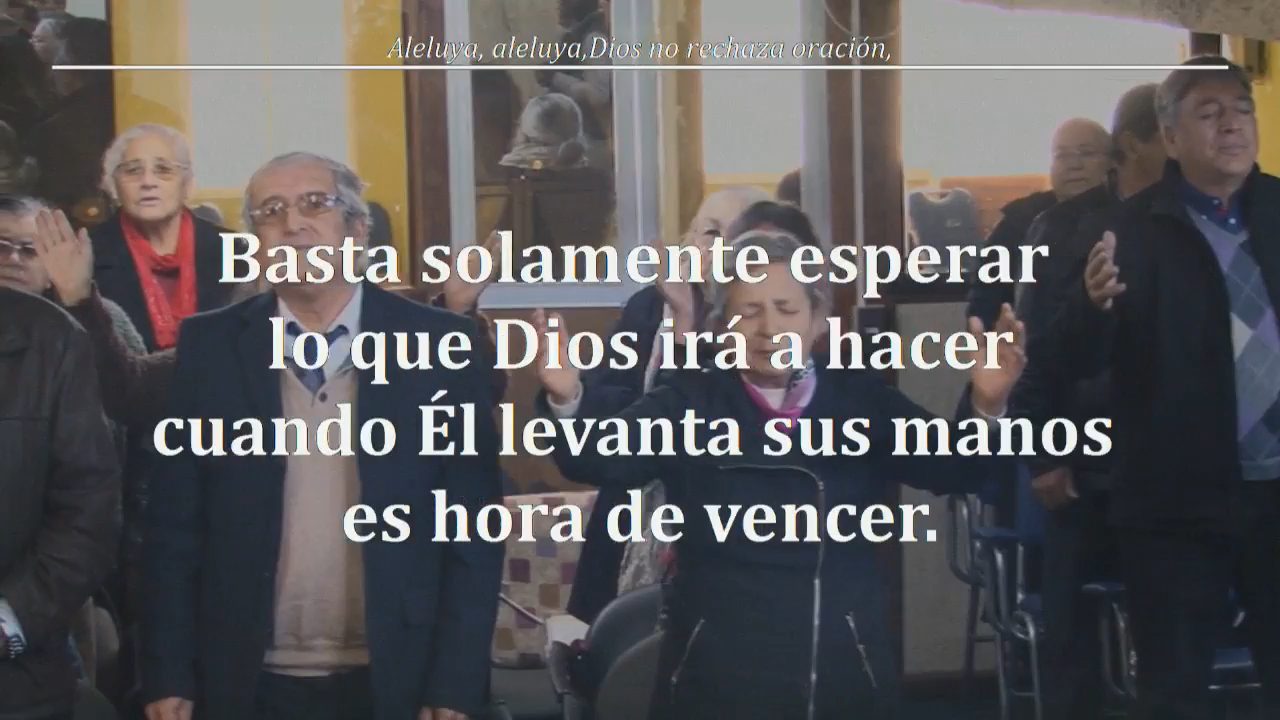 Aleluya, aleluya,Dios no rechaza oración,
Basta solamente esperar
lo que Dios irá a hacer
cuando Él levanta sus manos
es hora de vencer.